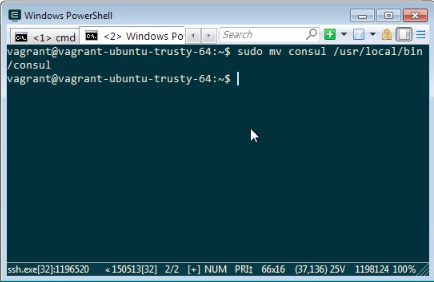 Windows PowerShell
<1> cmd <2> Windows Po Search
vagrant@vagrant-ubuntu-trusty-64:~$ sudo mv consul /usr/local/bin
/consul
vagrant@vagrant-ubuntu-trusty-64:~$
ssh.exe[32]:1196520 « 150513[32] 2/2 [+] NUM PRI‡ 66x16 (37,136) 25V 1198124 100%